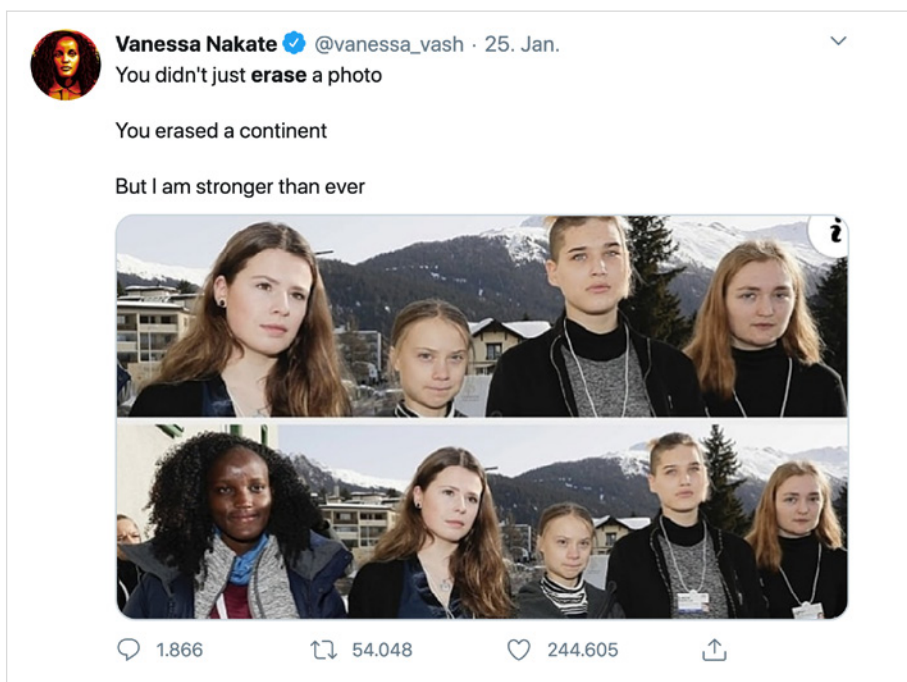 Vanessa Nakate @vanessa_vash · 25. Jan.
You didn't just erase a photo
You erased a continent
But I am stronger than ever
i
1.866 54.048 244.605